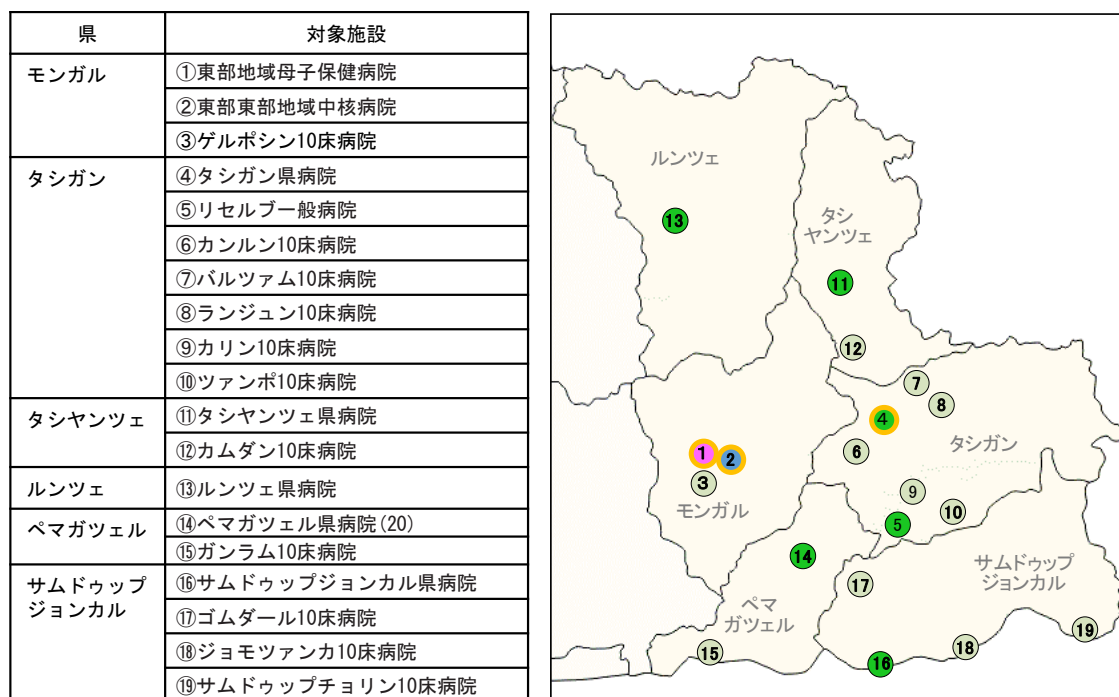 県 対象施設
モンガル ①東部地域母子保健病院
②東部東部地域中核病院
③ゲルポシン10床病院
タシガン ④タシガン県病院
⑤リセルブ一般病院
⑥カンルン10床病院
⑦バルツァム10床病院
⑧ランジュン10床病院
⑨カリン10床病院
⑩ツァンポ10床病院
タシヤンツェ ⑪タシヤンツェ県病院
⑫カムダン10床病院
ルンツェ ⑬ルンツェ県病院
ペマガツェル ⑭ペマガツェル県病院(20)
⑮ガンラム10床病院
サムドゥップ ⑯サムドゥップジョンカル県病院
ジョンカル ⑰ゴムダール10床病院
⑱ジョモツァンカ10床病院
⑲サムドゥップチョリン10床病院
ルンツェ
13
タシ
ヤンツェ
11
12
7
8
4
タシガン
6
1
2
3
モンガル
9
10
5
14
サムドゥップ
ジョンカル
17
ペマ
ガツェル
15
16
18
19